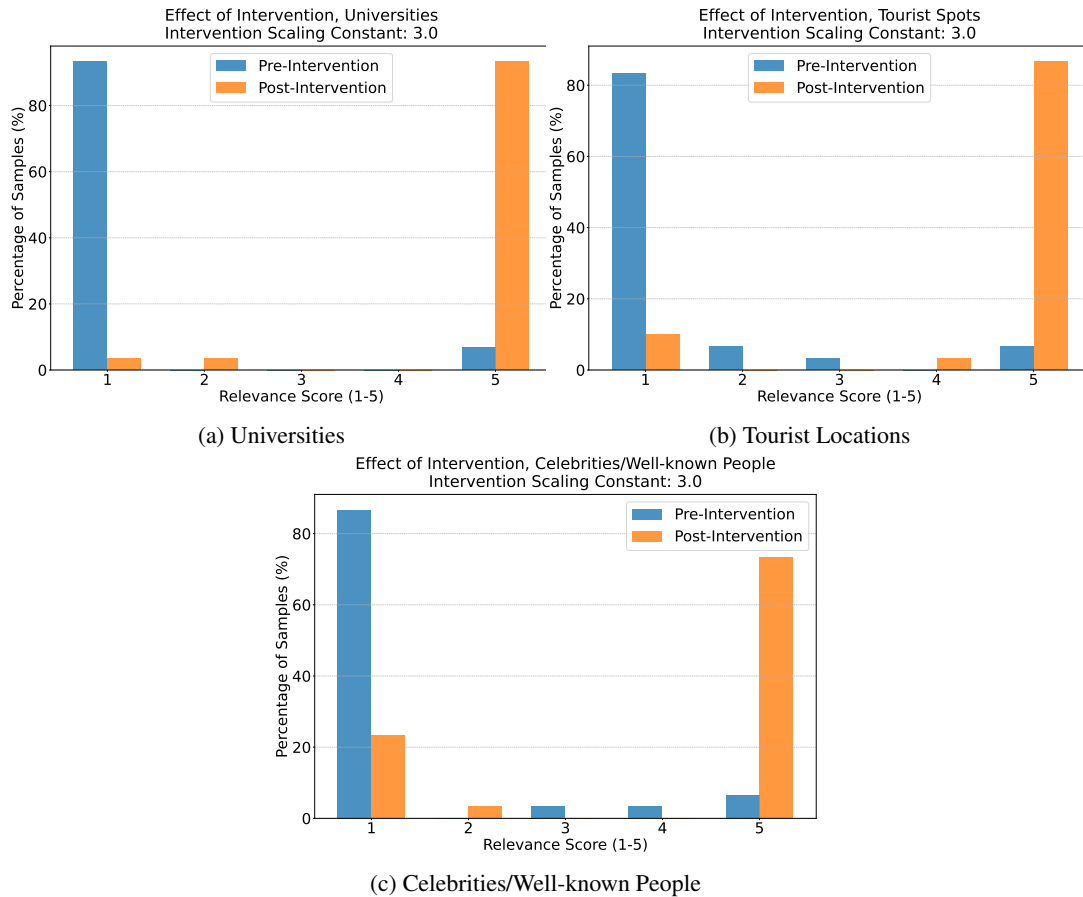 Effect of Intervention, Universities
Intervention Scaling Constant: 3.0
Pre-Intervention
Post-Intervention
Percentage of Samples (%)
80
60
40
20
0
1 2 3 4 5
Relevance Score (1-5)
(a) Universities
Effect of Intervention, Tourist Spots
Intervention Scaling Constant: 3.0
Pre-Intervention
Post-Intervention
Percentage of Samples (%)
80
60
40
20
0
1 2 3 4 5
Relevance Score (1-5)
(b) Tourist Locations
Effect of Intervention, Celebrities/Well-known People
Intervention Scaling Constant: 3.0
Pre-Intervention
Post-Intervention
Percentage of Samples (%)
80
60
40
20
0
1 2 3 4 5
Relevance Score (1-5)
(c) Celebrities/Well-known People